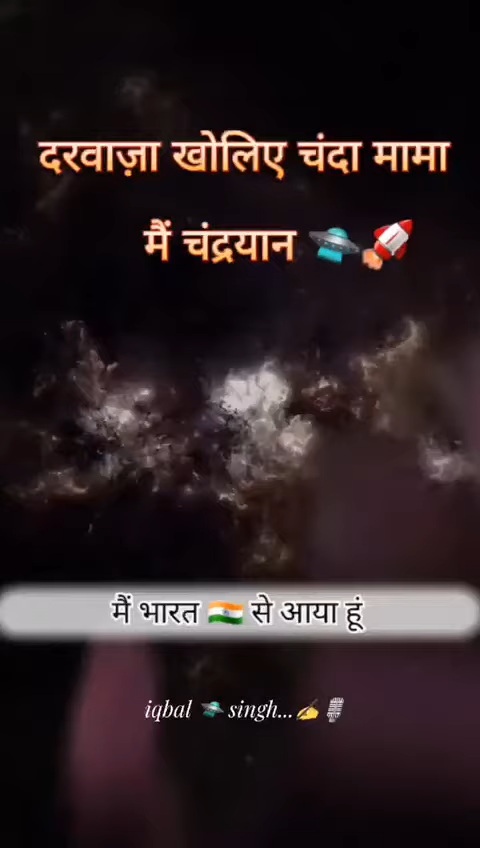 दरवाज़ा खोलिए चंदा मामा
मैं चंद्रयान 🛸🚀
मैं भारत 🇮🇳 से आया हूं
iqbal 🛸 singh...✍️ 🎙️